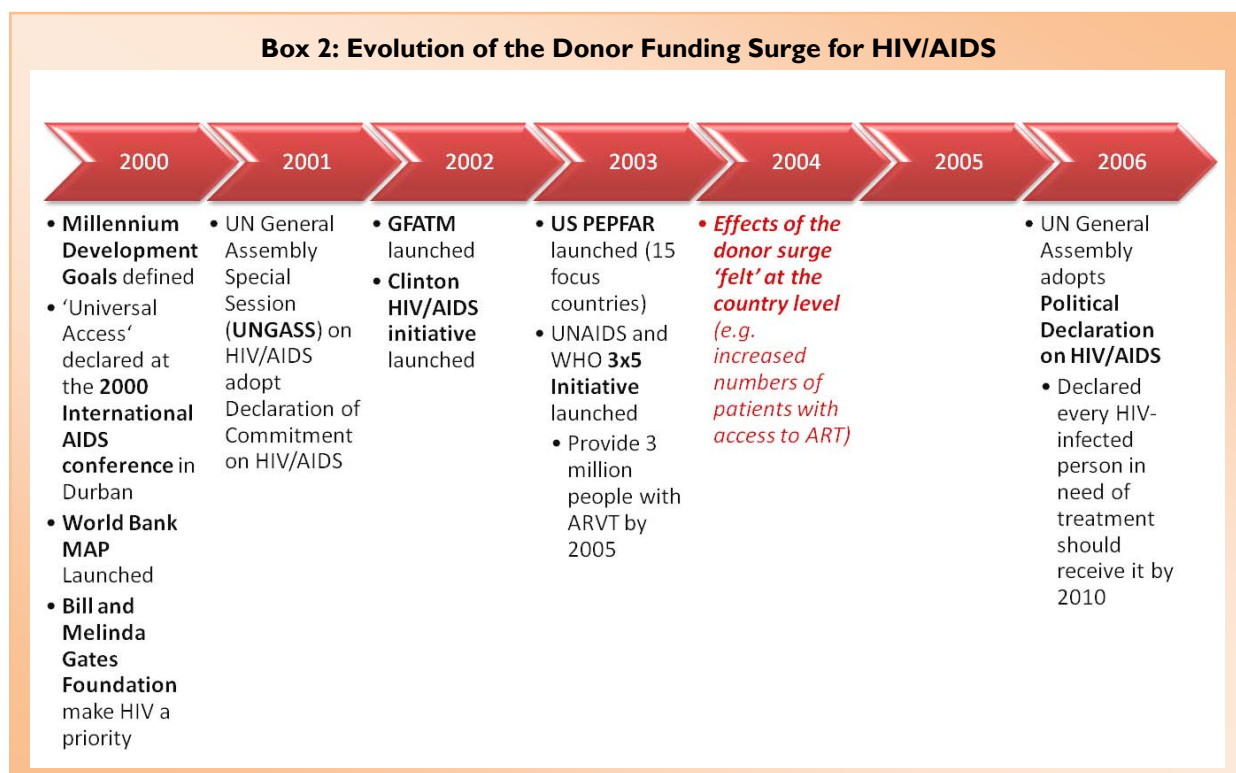 Box 2: Evolution of the Donor Funding Surge for HIV/AIDS
2000
2001
2002
2003
2004
2005
2006
• Millennium
Development
Goals defined
• ‘Universal
Access‘
declared at
the 2000
International
AIDS
conference in
Durban
• World Bank
MAP
Launched
• Bill and
Melinda
Gates
Foundation
make HIV a
priority
• UN General
Assembly
Special
Session
(UNGASS) on
HIV/AIDS
adopt
Declaration of
Commitment
on HIV/AIDS
• GFATM
launched
• Clinton
HIV/AIDS
initiative
launched
• US PEPFAR
launched (15
focus
countries)
• UNAIDS and
WHO 3x5
Initiative
launched
• Provide 3
million
people with
ARVT by
2005
• Effects of the
donor surge
‘felt’ at the
country level
(e.g.
increased
numbers of
patients with
access to ART)
• UN General
Assembly
adopts
Political
Declaration
on HIV/AIDS
• Declared
every HIV-
infected
person in
need of
treatment
should
receive it by
2010